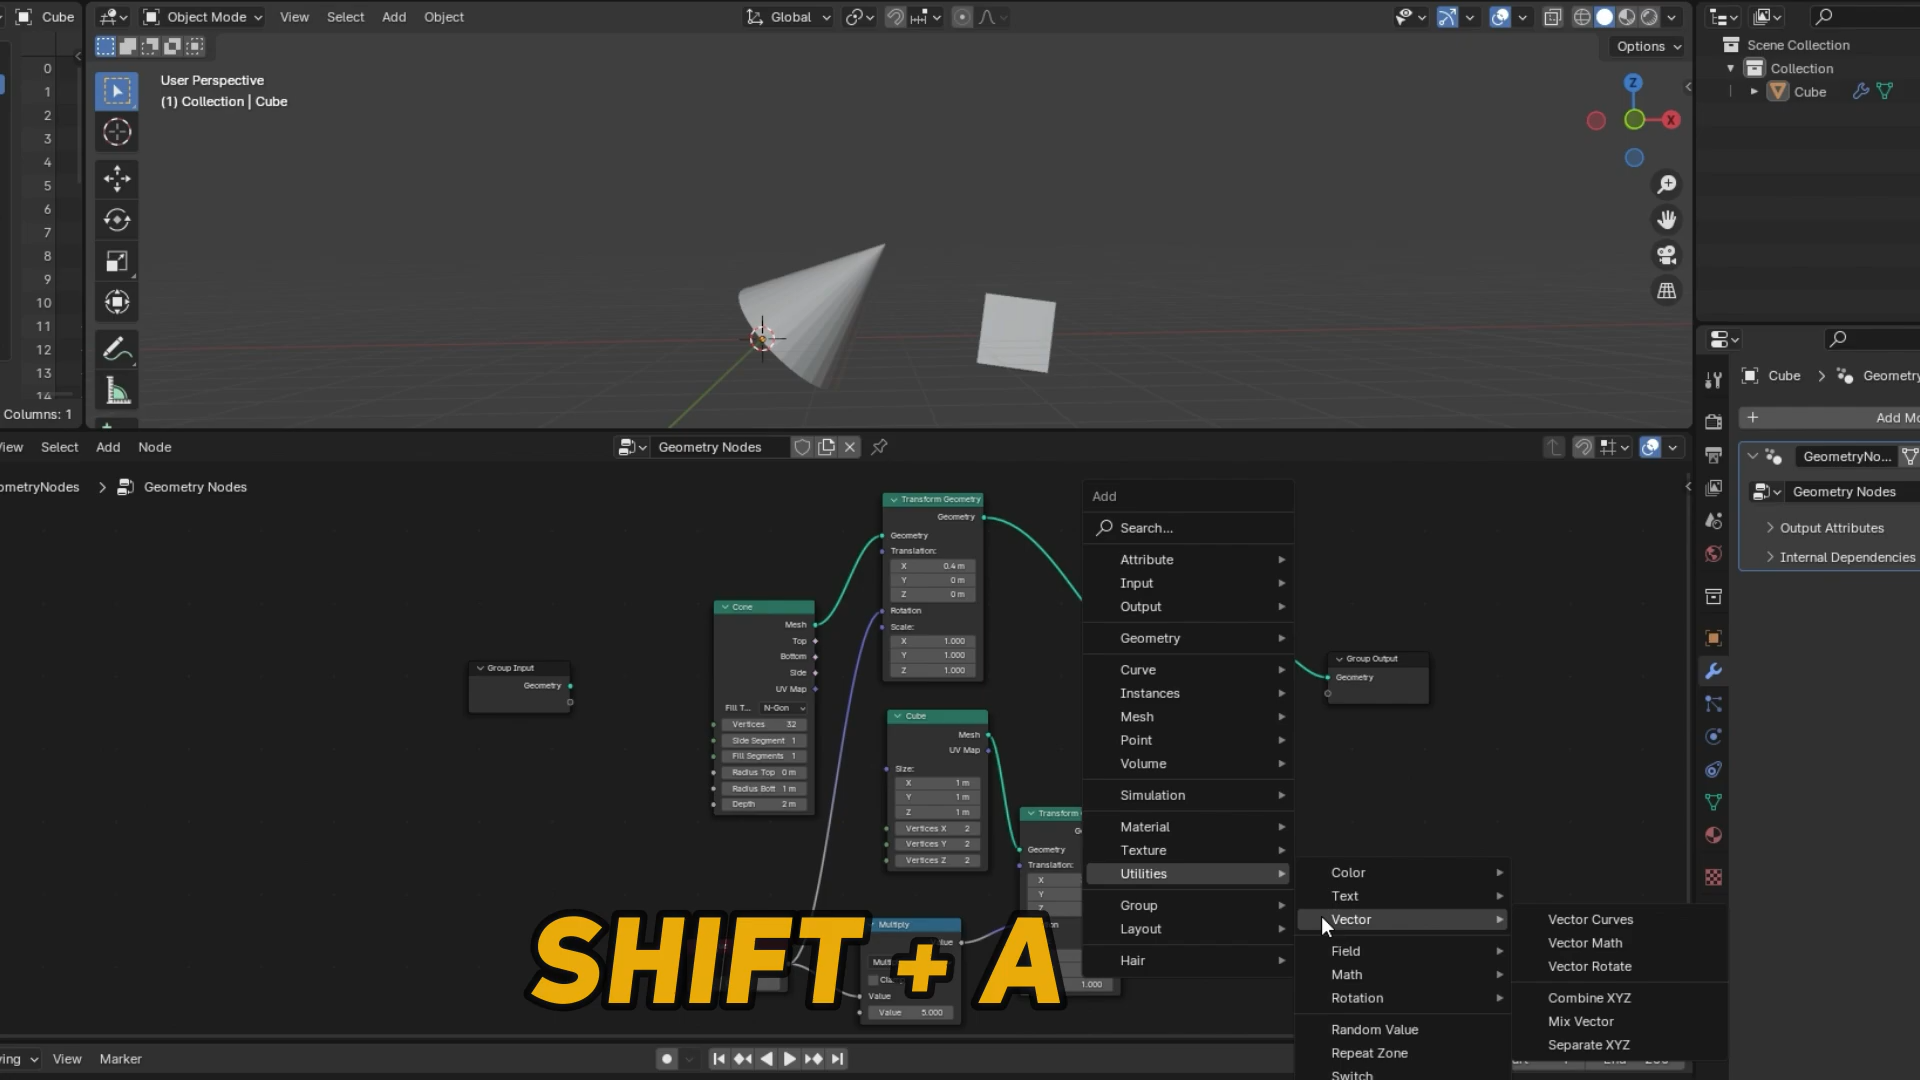 Cube
Object Mode
View
Select
Add
Object
Global
Options
0
1
2
3
4
5
6
7
8
9
10
11
12
13
14
Columns: 1
User Perspective
(1) Collection | Cube
Z
X
Scene Collection
Collection
Cube
Cube
Geometry
Add Mo
GeometryNo...
Geometry Nodes
Output Attributes
Internal Dependencies
iew
Select
Add
Node
Geometry Nodes
ometryNodes
Geometry Nodes
Group Input
Geometry
Cone
Mesh
Top
Bottom
Side
UV Map
Fill T...
N-Gon
Vertices 32
Side Segment 1
Fill Segments 1
Radius Top 0 m
Radius Bott 1 m
Depth 2 m
Transform Geometry
Geometry
Geometry
Translation:
X 0.4 m
Y 0 m
Z 0 m
Rotation
Scale:
X 1.000
Y 1.000
Z 1.000
Cube
Mesh
UV Map
Size:
X 1 m
Y 1 m
Z 1 m
Vertices X 2
Vertices Y 2
Vertices Z 2
Transform
G
Geometry
Translation:
X
Y
1.000
Multiply
Value
Value 5.000
Group Output
Geometry
Add
Search...
Attribute
Input
Output
Geometry
Curve
Instances
Mesh
Point
Volume
Simulation
Material
Texture
Utilities
Group
Layout
Hair
Color
Text
Vector
Field
Math
Rotation
Random Value
Repeat Zone
Switch
Vector Curves
Vector Math
Vector Rotate
Combine XYZ
Mix Vector
Separate XYZ
SHIFT + A
ying
View
Marker